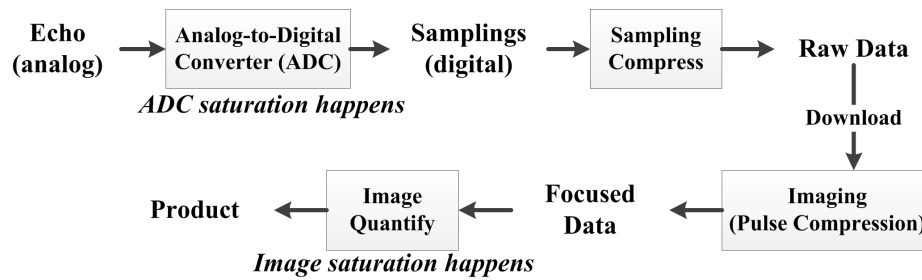 Echo
(analog)
Analog-to-Digital
Converter (ADC)
ADC saturation happens
Samplings
(digital)
Sampling
Compress
Raw Data
Download
Imaging
(Pulse Compression)
Focused
Data
Image
Quantify
Image saturation happens
Product